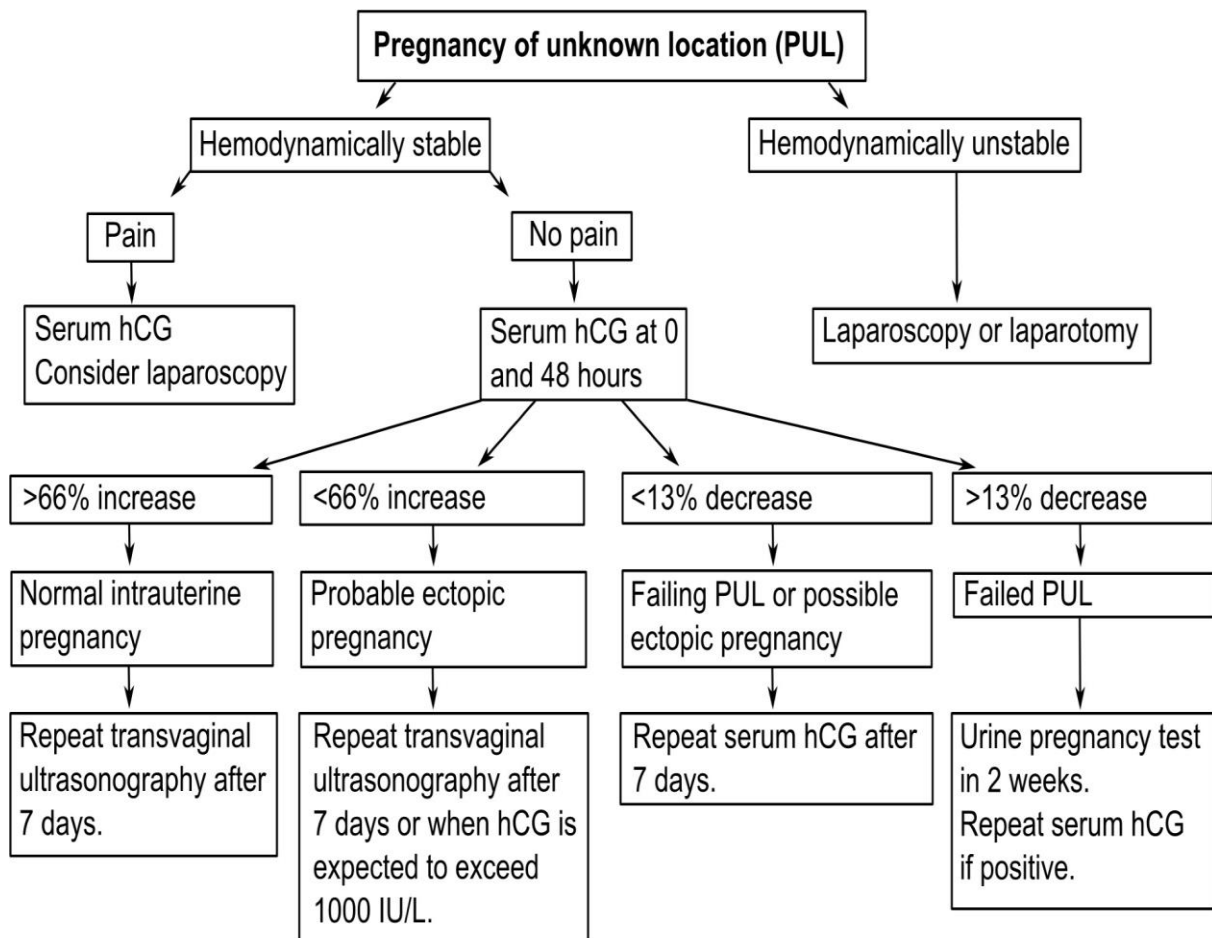 Pregnancy of unknown location (PUL)
Hemodynamically stable
Hemodynamically unstable
Pain
No pain
Serum hCG
Consider laparoscopy
Serum hCG at 0
and 48 hours
Laparoscopy or laparotomy
>66% increase
<66% increase
<13% decrease
>13% decrease
Normal intrauterine
pregnancy
Probable ectopic
pregnancy
Failing PUL or possible
ectopic pregnancy
Failed PUL
Repeat transvaginal
ultrasonography after
7 days.
Repeat transvaginal
ultrasonography after
7 days or when hCG is
expected to exceed
1000 IU/L.
Repeat serum hCG after
7 days.
Urine pregnancy test
in 2 weeks.
Repeat serum hCG
if positive.